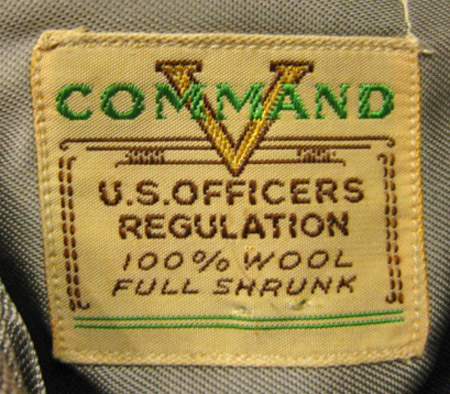 COMMAND
V
U.S.OFFICERS
REGULATION
100% WOOL
FULL SHRUNK